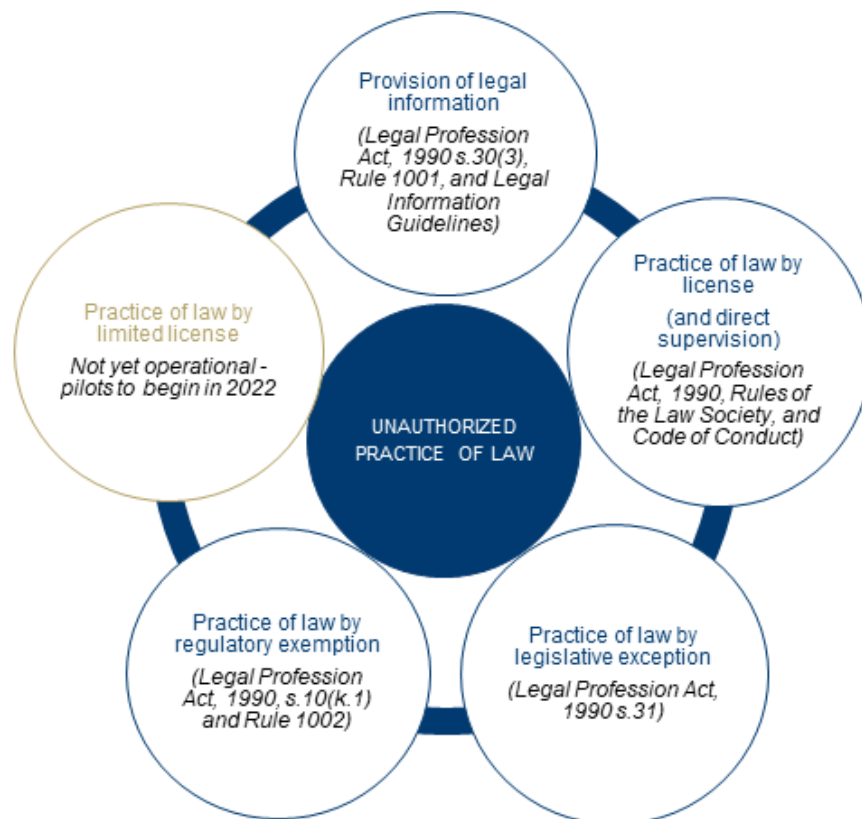 Provision of legal
information
(Legal Profession
Act, 1990 s.30(3),
Rule 1001, and Legal
Information
Guidelines)
Practice of law by
license
(and direct
supervision)
(Legal Profession
Act, 1990, Rules of
the Law Society, and
Code of Conduct)
Practice of law by
legislative exception
(Legal Profession Act,
1990 s.31)
Practice of law by
regulatory exemption
(Legal Profession
Act, 1990, s.10(k.1)
and Rule 1002)
Practice of law by
limited license
Not yet operational -
pilots to begin in 2022
UNAUTHORIZED
PRACTICE OF LAW